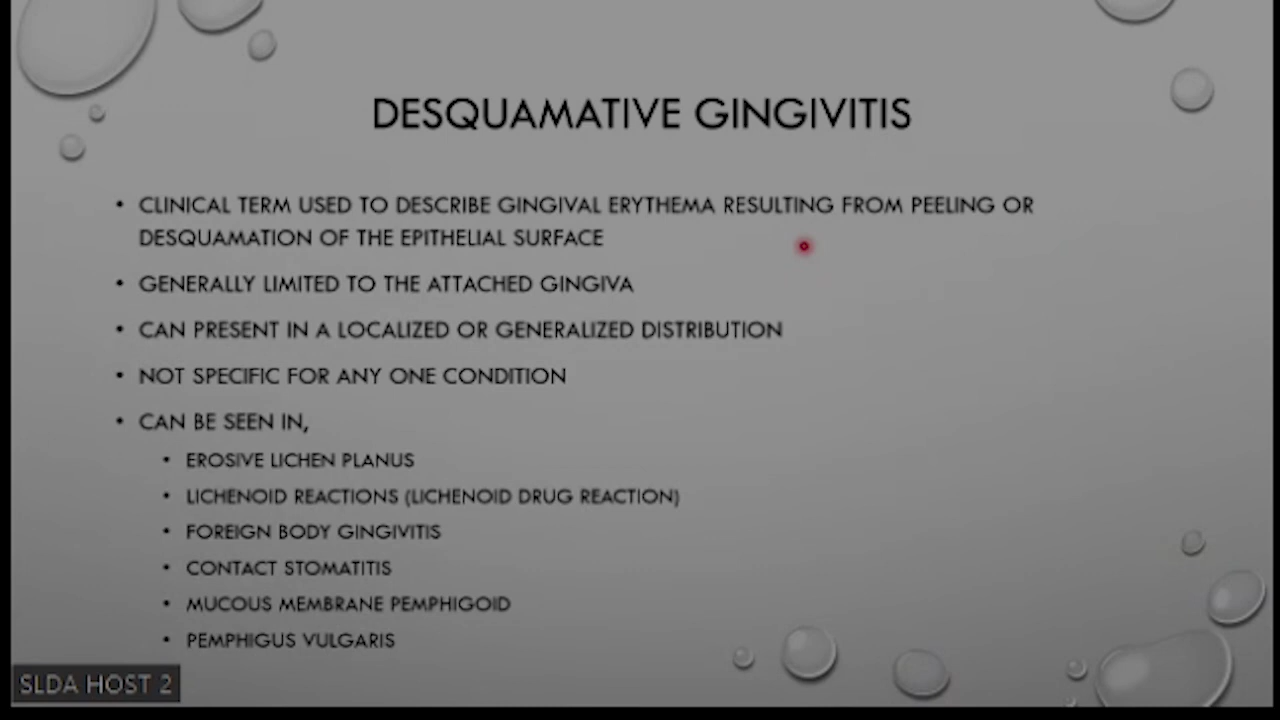 DESQUAMATIVE GINGIVITIS
• CLINICAL TERM USED TO DESCRIBE GINGIVAL ERYTHEMA RESULTING FROM PEELING OR
DESQUAMATION OF THE EPITHELIAL SURFACE
• GENERALLY LIMITED TO THE ATTACHED GINGIVA
• CAN PRESENT IN A LOCALIZED OR GENERALIZED DISTRIBUTION
• NOT SPECIFIC FOR ANY ONE CONDITION
• CAN BE SEEN IN,
• EROSIVE LICHEN PLANUS
• LICHENOID REACTIONS (LICHENOID DRUG REACTION)
• FOREIGN BODY GINGIVITIS
• CONTACT STOMATITIS
• MUCOUS MEMBRANE PEMPHIGOID
• PEMPHIGUS VULGARIS
SLDA HOST 2